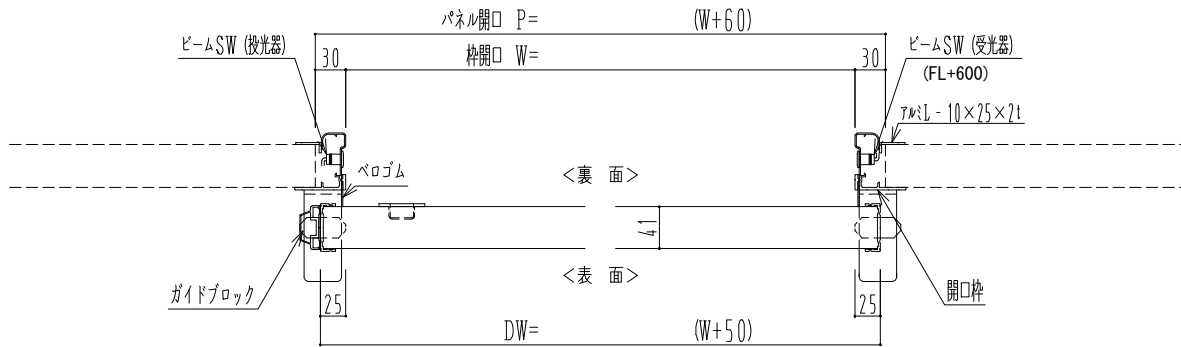 パネル開口 P= (W+60)
ビームSW (投光器)
30
枠開口 W=
30
ビームSW (受光器)
(FL+600)
アルミL - 10×25×2t
ベロゴム
<裏 面>
41
<表 面>
ガイドブロック
25
25
開口枠
DW= (W+50)